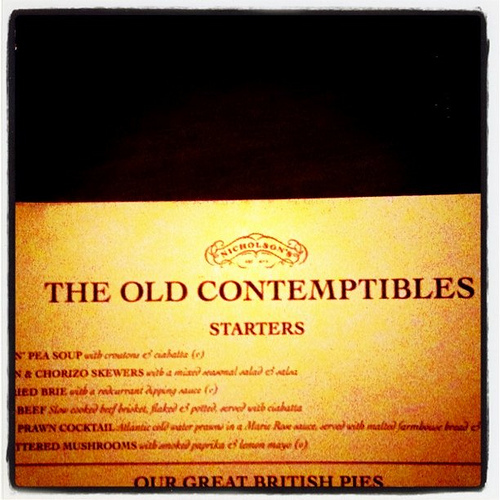 NICHOLSON'S
THE OLD CONTEMPTIBLES
STARTERS
N' PEA SOUP with croutons & ciabatta (v)
N & CHORIZO SKEWERS with a mixed seasonal salad & salsa
IED BRIE with a redcurrant dipping sauce (v)
BEEF Slow cooked beef brisket, flaked & potted, served with ciabatta
PRAWN COCKTAIL Atlantic cold water prawns in a Marie Rose sauce, served with malted farmhouse bread &
TTERED MUSHROOMS with smoked paprika & lemon mayo (v)
OUR GREAT BRITISH PIES